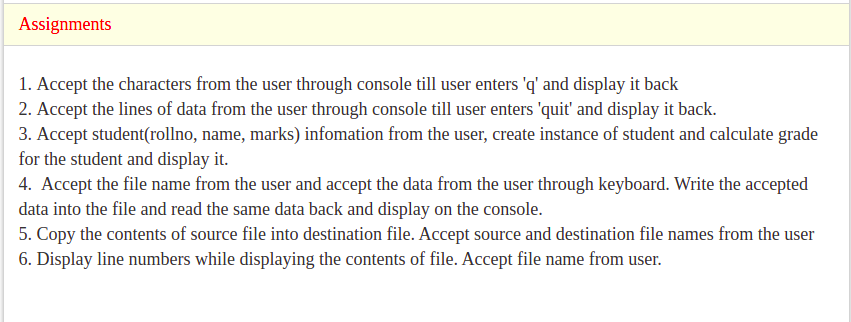 Assignments
1. Accept the characters from the user through console till user enters 'q' and display it back
2. Accept the lines of data from the user through console till user enters 'quit' and display it back.
3. Accept student(rollno, name, marks) infomation from the user, create instance of student and calculate grade
for the student and display it.
4.  Accept the file name from the user and accept the data from the user through keyboard. Write the accepted
data into the file and read the same data back and display on the console.
5. Copy the contents of source file into destination file. Accept source and destination file names from the user
6. Display line numbers while displaying the contents of file. Accept file name from user.